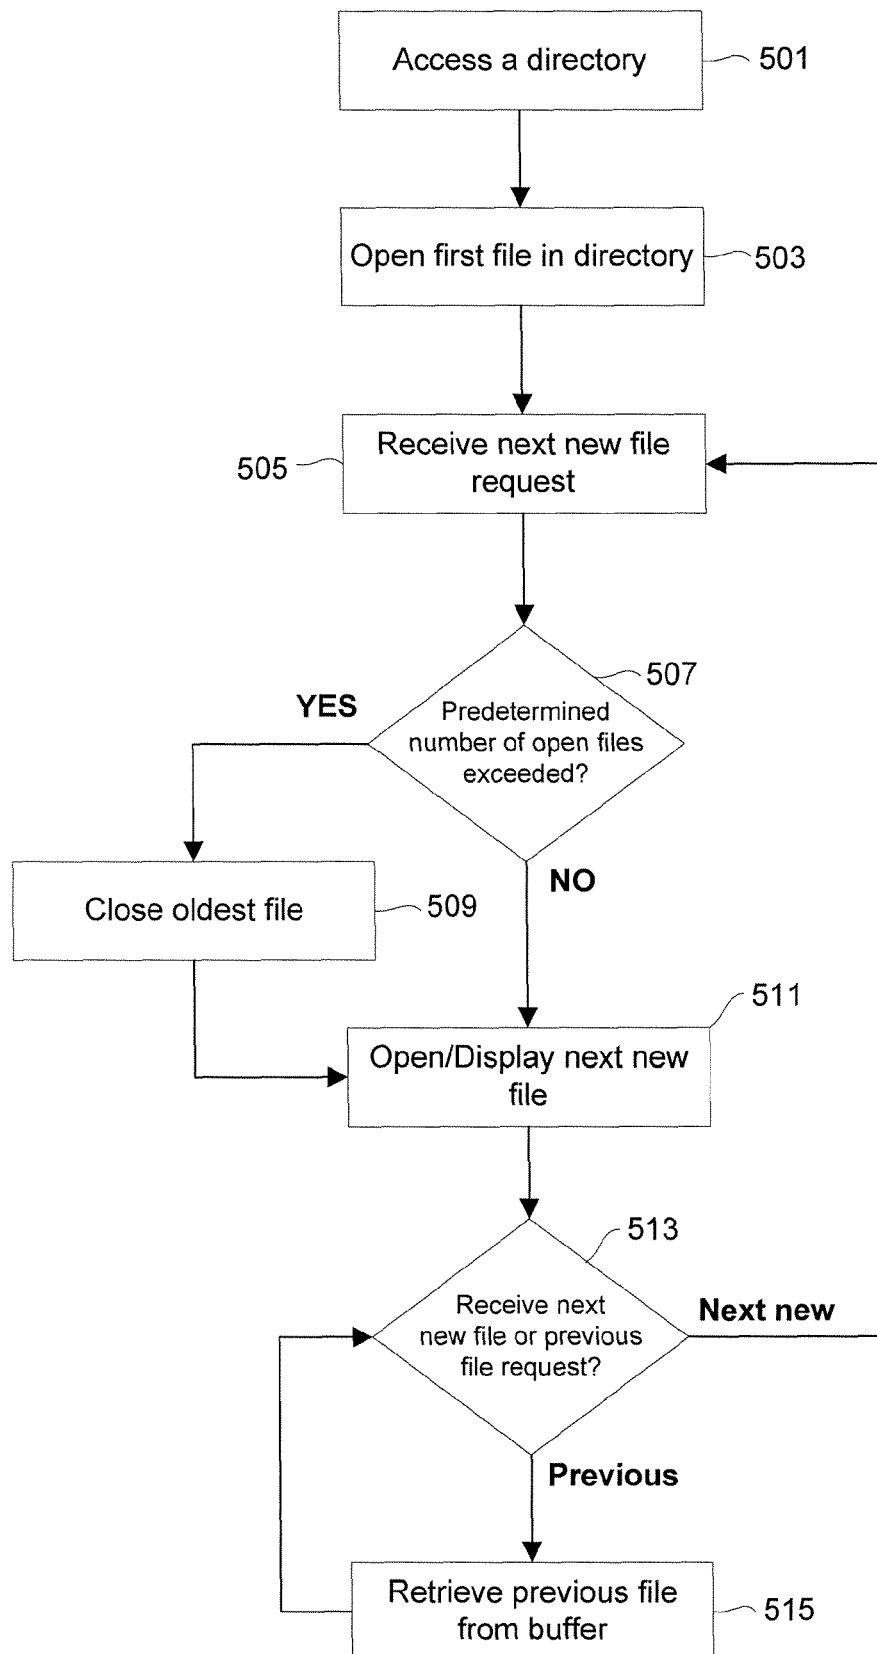 Access a directory
501
Open first file in directory
503
Receive next new file
request
505
507
YES
Predetermined
number of open files
exceeded?
NO
Close oldest file
509
511
Open/Display next new
file
513
Receive next
new file or previous
file request?
Next new
Previous
Retrieve previous file
from buffer
515